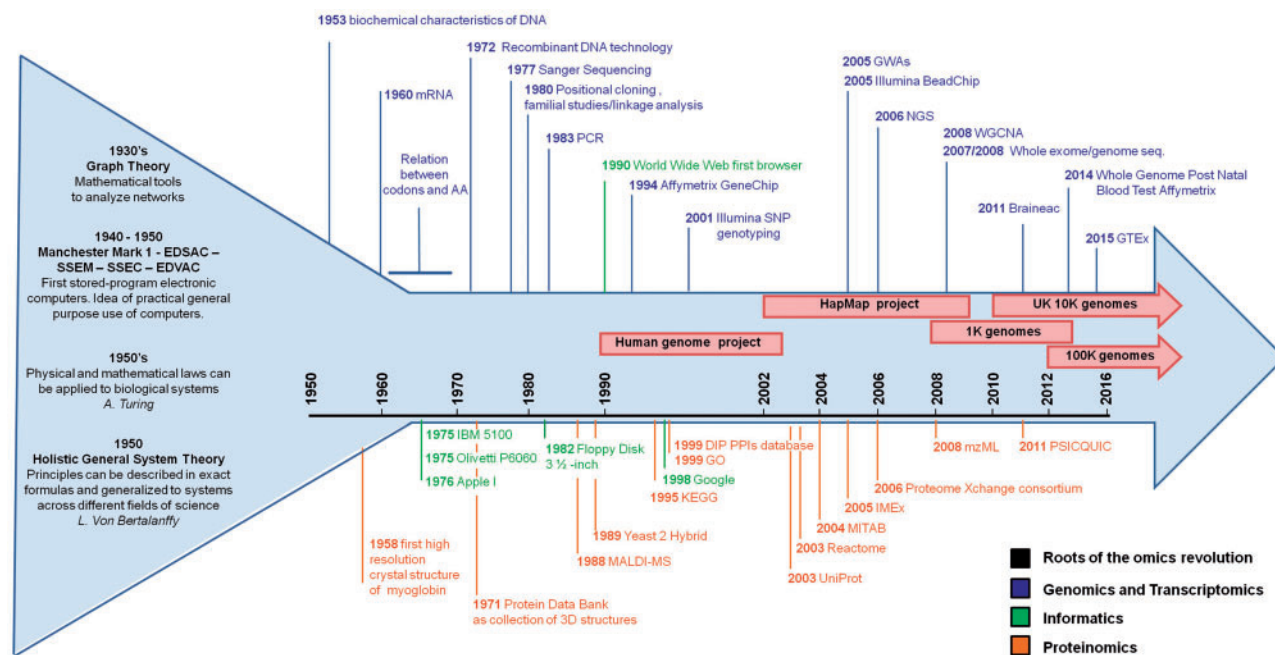 1953 biochemical characteristics of DNA
1972 Recombinant DNA technology
1977 Sanger Sequencing
1980 Positional cloning ,
familial studies/linkage analysis
1960 mRNA
1983 PCR
Relation
between
codons and AA
1990 World Wide Web first browser
1994 Affymetrix GeneChip
2001 Illumina SNP
genotyping
2005 GWAs
2005 Illumina BeadChip
2006 NGS
2008 WGCNA
2007/2008 Whole exome/genome seq.
2014 Whole Genome Post Natal
Blood Test Affymetrix
2011 Braineac
2015 GTEx
1930's
Graph Theory
Mathematical tools
to analyze networks
1940 - 1950
Manchester Mark 1 - EDSAC –
SSEM – SSEC – EDVAC
First stored-program electronic
computers. Idea of practical general
purpose use of computers.
1950's
Physical and mathematical laws can
be applied to biological systems
A. Turing
1950
Holistic General System Theory
Principles can be described in exact
formulas and generalized to systems
across different fields of science
L. Von Bertalanffy
HapMap project
UK 10K genomes
Human genome project
1K genomes
100K genomes
1950
1960
1970
1980
1990
2002
2004
2006
2008
2010
2012
2016
1975 IBM 5100
1975 Olivetti P6060
1976 Apple I
1982 Floppy Disk
3 ½ -inch
1999 DIP PPIs database
1999 GO
1998 Google
1995 KEGG
1989 Yeast 2 Hybrid
1988 MALDI-MS
1958 first high
resolution
crystal structure
of myoglobin
1971 Protein Data Bank
as collection of 3D structures
2008 mzML
2011 PSICQUIC
2006 Proteome Xchange consortium
2005 IMEx
2004 MITAB
2003 Reactome
2003 UniProt
Roots of the omics revolution
Genomics and Transcriptomics
Informatics
Proteinomics